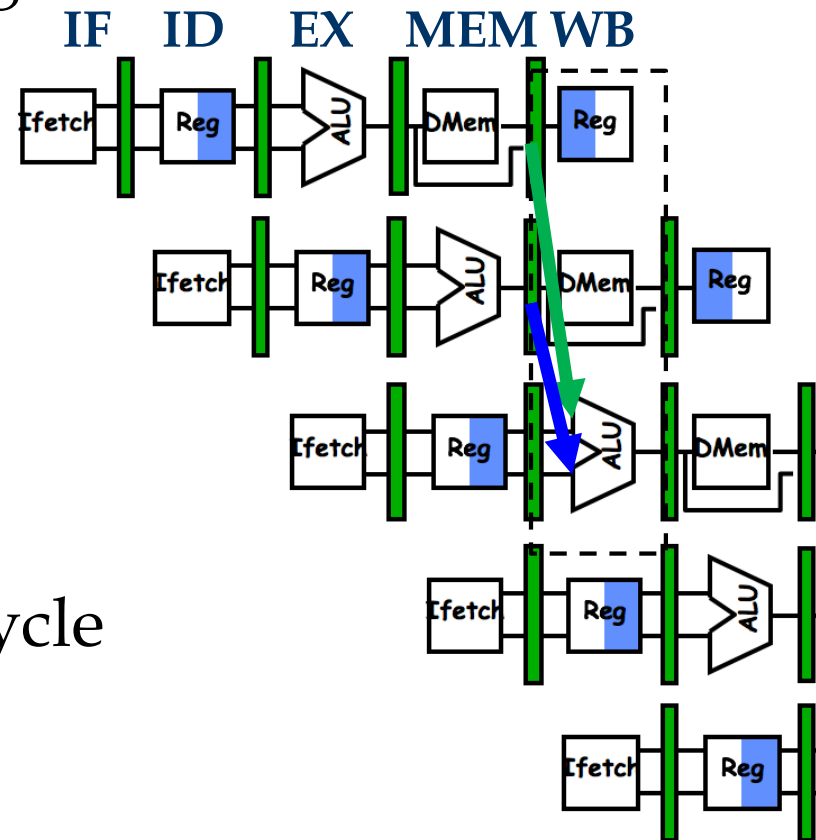 IF ID EX MEM WB
Ifetch Reg ALU DMem Reg
Ifetch Reg ALU DMem Reg
Ifetch Reg ALU DMem
Ifetch Reg ALU
ycle
Ifetch Reg